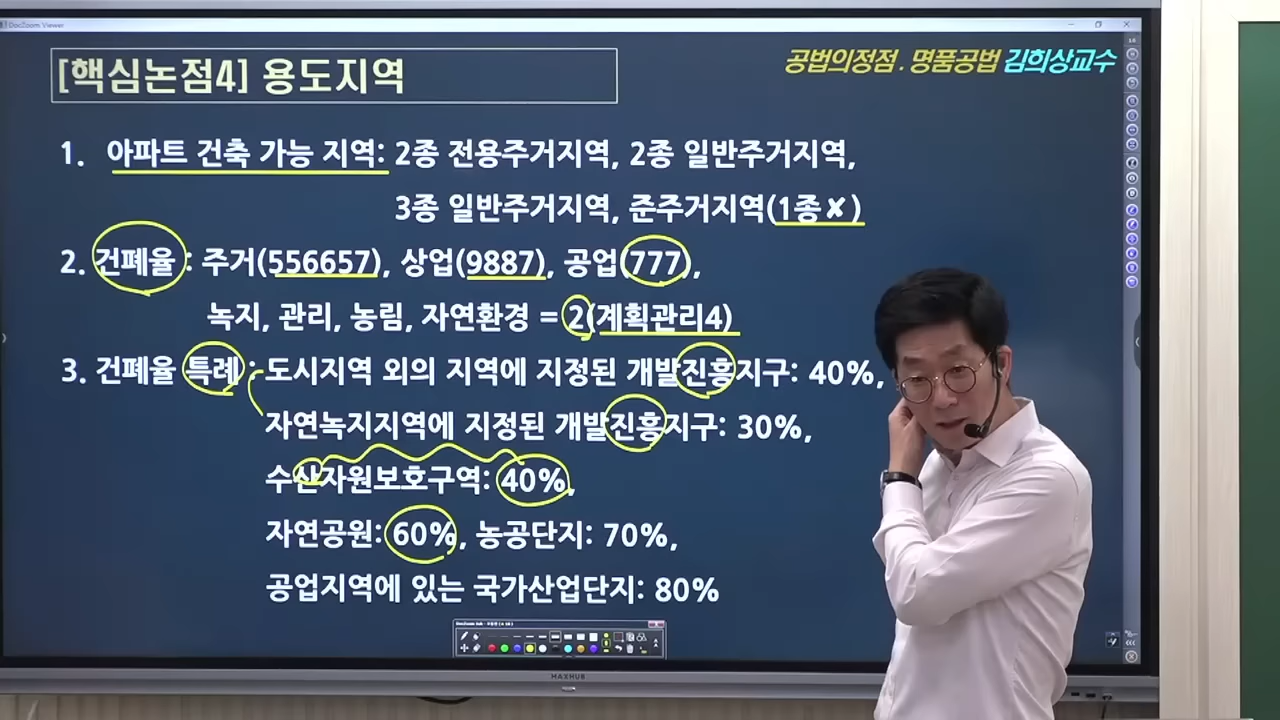 DocZoom Viewer
[핵심논점4] 용도지역
공법의정점 . 명품공법 김희상교수
1. 아파트 건축 가능 지역: 2종 전용주거지역, 2종 일반주거지역,
3종 일반주거지역, 준주거지역(1종✘)
2. 건폐율 : 주거(556657), 상업(9887), 공업(777),
녹지, 관리, 농림, 자연환경 = 2(계획관리4)
3. 건폐율 특례 : 도시지역 외의 지역에 지정된 개발진흥지구: 40%,
자연녹지지역에 지정된 개발진흥지구: 30%,
수산자원보호구역: 40%,
자연공원: 60%, 농공단지: 70%,
공업지역에 있는 국가산업단지: 80%
MAXHUB